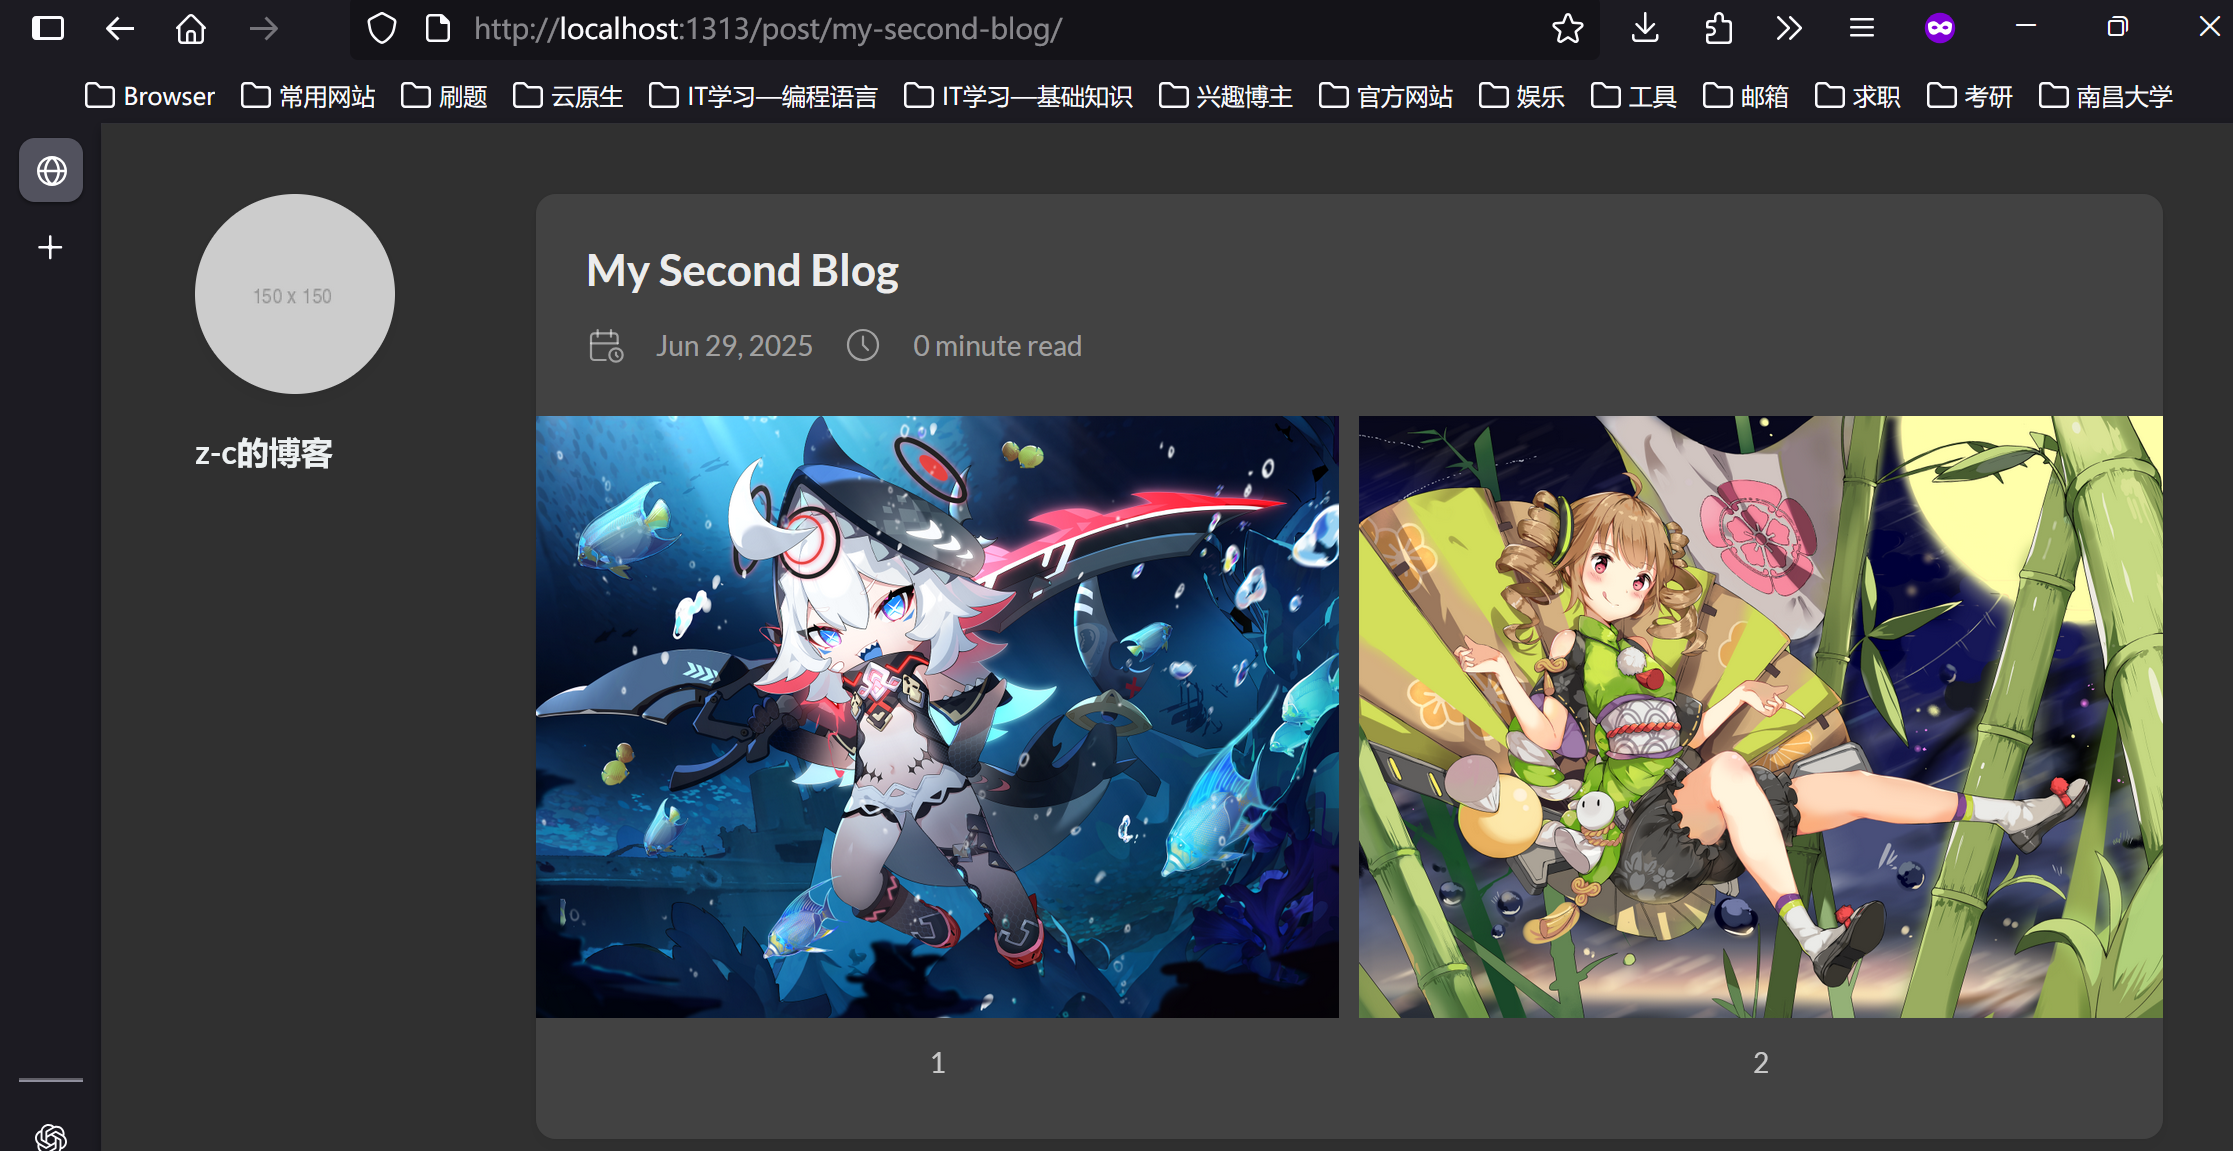 http://localhost:1313/post/my-second-blog/
Browser 常用网站 刷题 云原生 IT学习—编程语言 IT学习—基础知识 兴趣博主 官方网站 娱乐 工具 邮箱 求职 考研 南昌大学
150 x 150
z-c的博客
My Second Blog
Jun 29, 2025 0 minute read
1 2